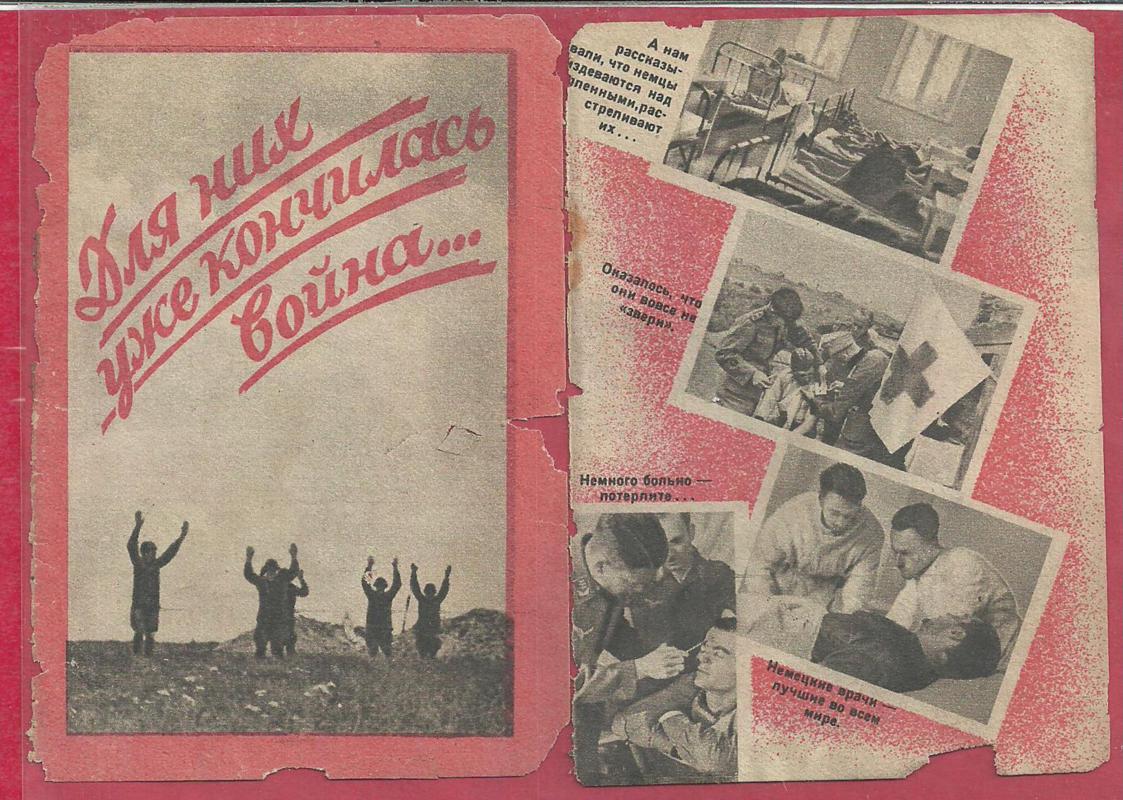 Для них
уже кончилась
война...
А нам
рассказы-
вали, что немцы
издеваются над
пленными, рас-
стреливают
их...
Оказалось, что
они вовсе не
«звери».
Немного больно —
потерпите...
Немецкие врачи —
лучшие во всем
мире.